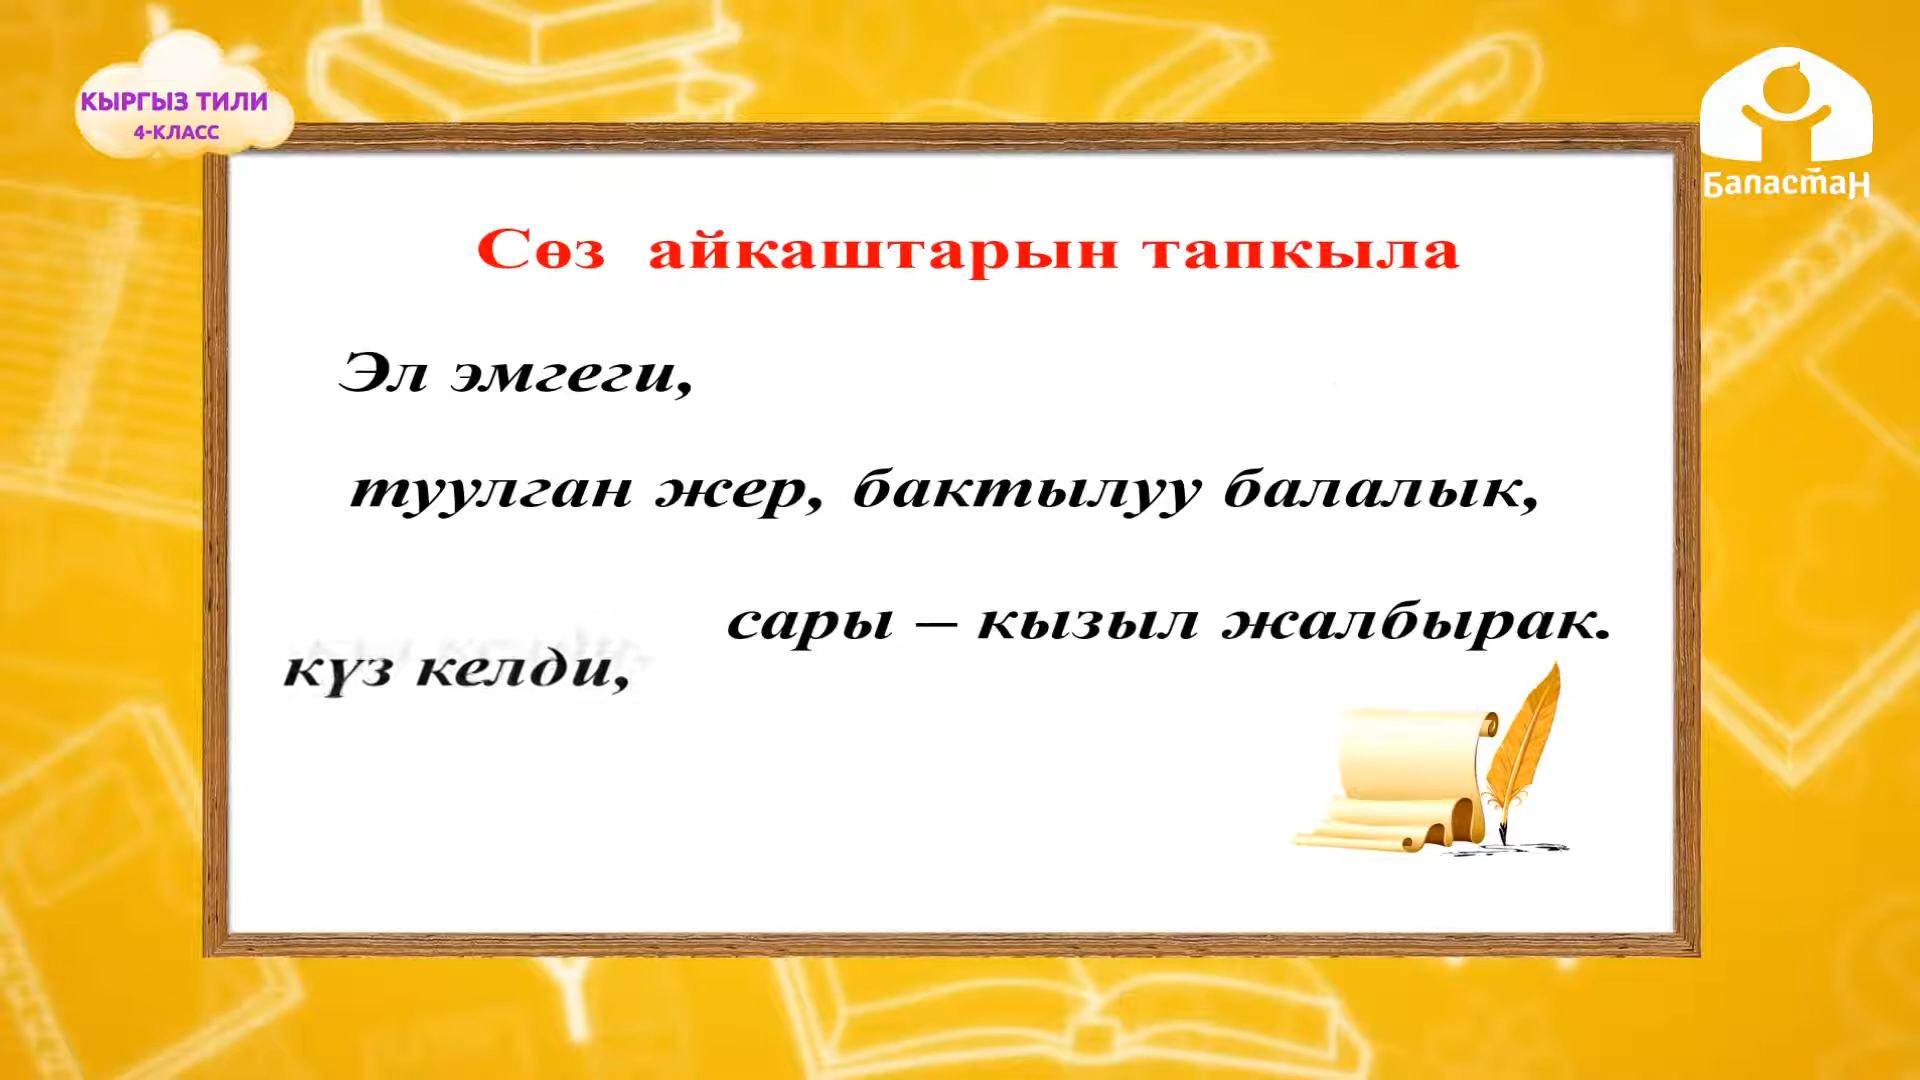 КЫРГЫЗ ТИЛИ
4-КЛАСС
Баластан
Сөз айкаштарын тапкыла
Эл эмгеги,
туулган жер, бактылуу балалык,
сары – кызыл жалбырак.
күз келди,